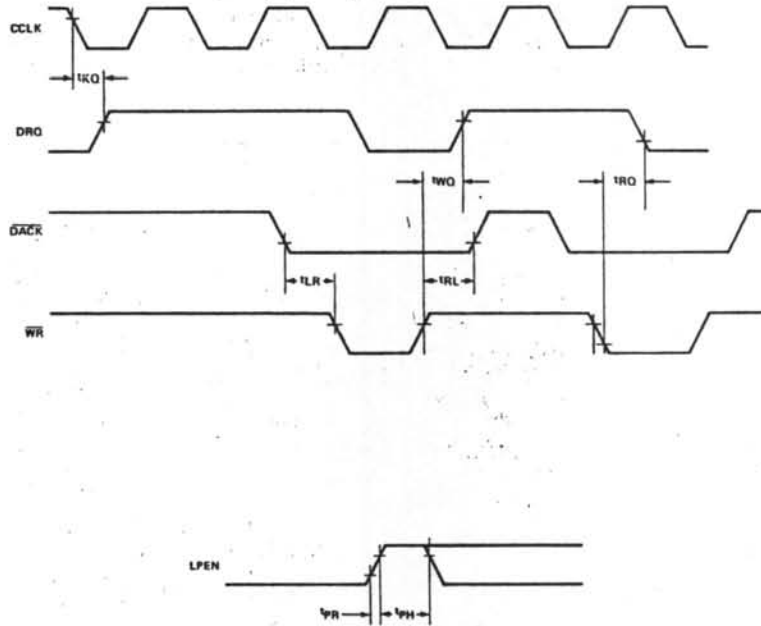 CCLK
tKQ
DRQ
tWQ
tRQ
DACK
tLR
tRL
WR
LPEN
tPR
tPH